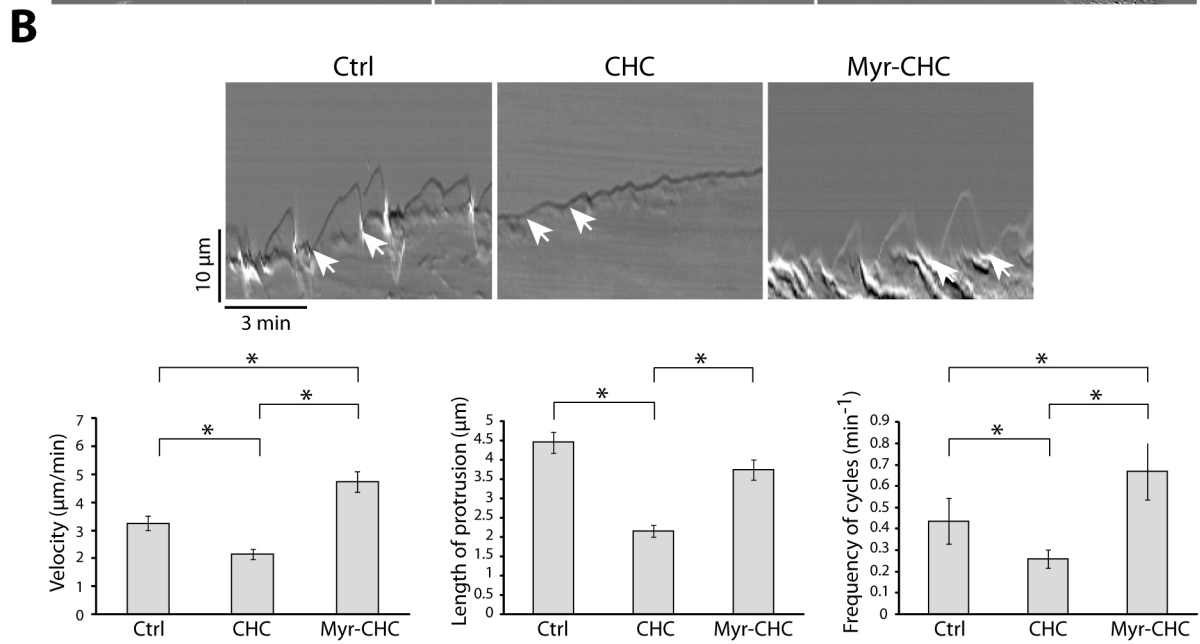 B
Ctrl
CHC
Myr-CHC
10 μm
3 min
*
*
*
Velocity (μm/min)
7
6
5
4
3
2
1
0
Ctrl
CHC
Myr-CHC
*
*
Length of protrusion (μm)
5
4.5
4
3.5
3
2.5
2
1.5
1
0.5
0
Ctrl
CHC
Myr-CHC
*
*
*
Frequency of cycles (min⁻¹)
0.9
0.8
0.7
0.6
0.5
0.4
0.3
0.2
0.1
0
Ctrl
CHC
Myr-CHC